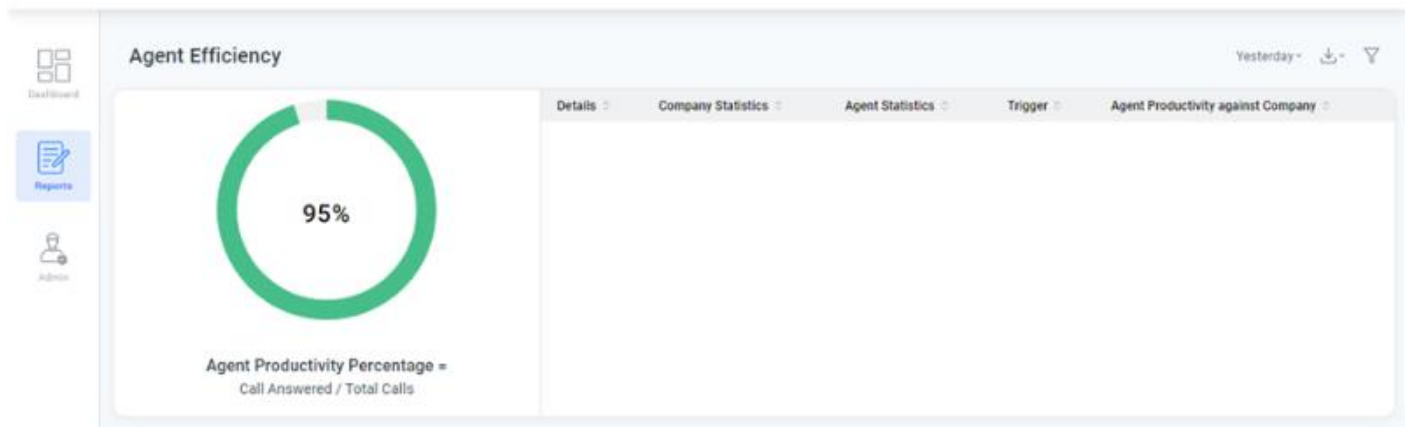 Agent Efficiency
Yesterday
Dashboard
Details
Company Statistics
Agent Statistics
Trigger
Agent Productivity against Company
Reports
95%
Admin
Agent Productivity Percentage =
Call Answered / Total Calls